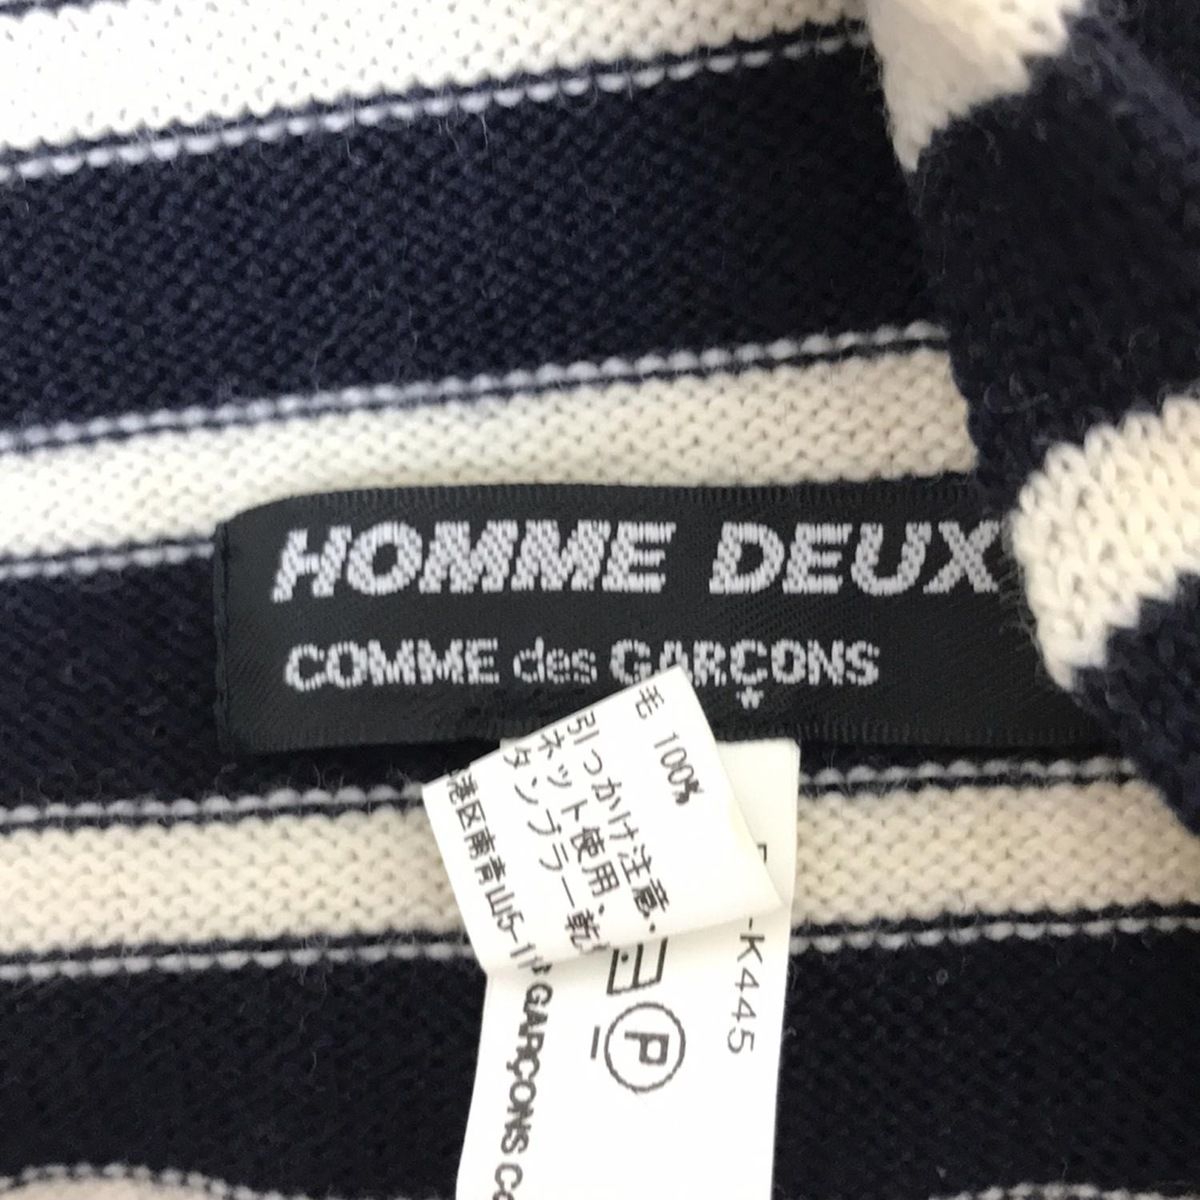 HOMME DEUX
COMME des GARÇONS
*
毛 100%
引っかけ注意.
ネット使用、
タンブラー乾
港区南青山5-1
GARÇONS
-K445
P